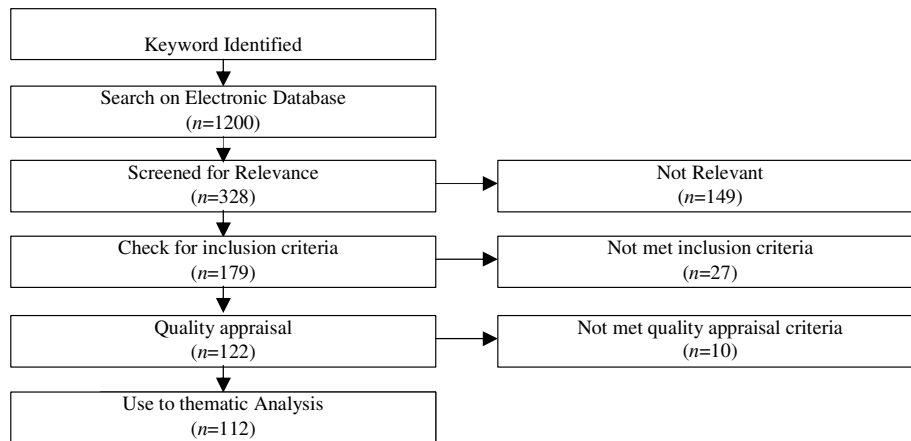 Keyword Identified
Search on Electronic Database
(n=1200)
Screened for Relevance
(n=328)
Not Relevant
(n=149)
Check for inclusion criteria
(n=179)
Not met inclusion criteria
(n=27)
Quality appraisal
(n=122)
Not met quality appraisal criteria
(n=10)
Use to thematic Analysis
(n=112)